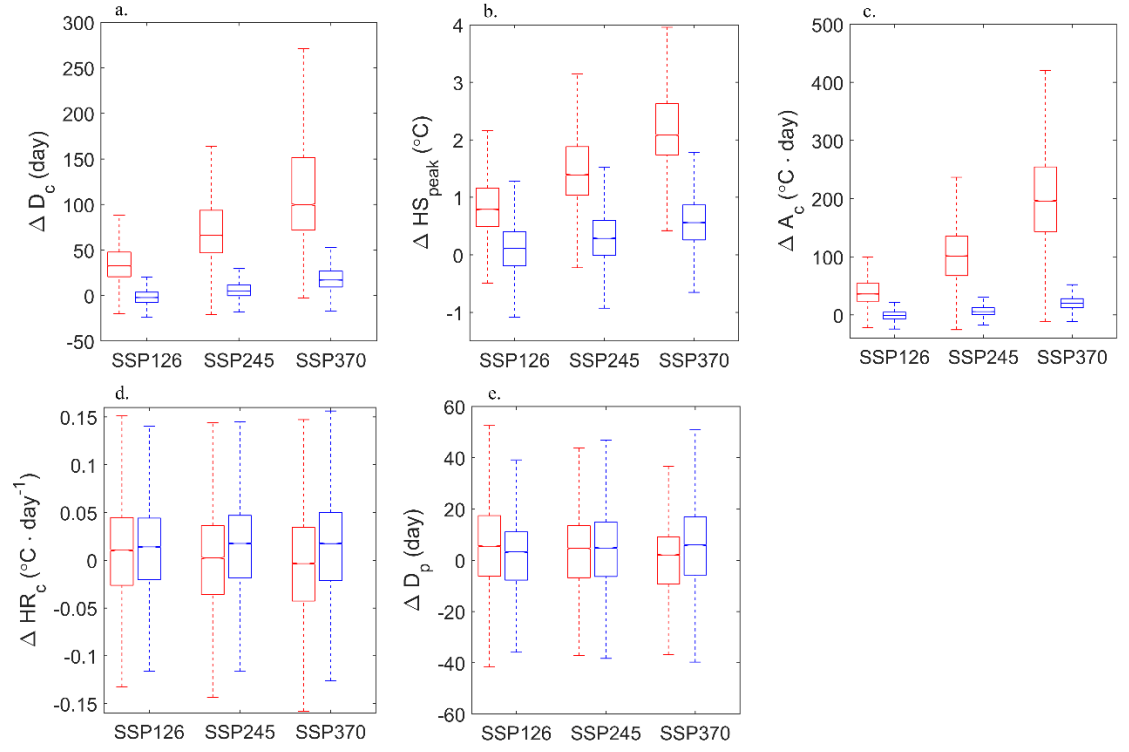 a.
300
250
200
150
100
50
0
-50
Δ D_c (day)
SSP126 SSP245 SSP370
b.
4
3
2
1
0
-1
Δ HS_peak (°C)
SSP126 SSP245 SSP370
c.
500
400
300
200
100
0
Δ A_c (°C · day)
SSP126 SSP245 SSP370
d.
0.15
0.1
0.05
0
-0.05
-0.1
-0.15
Δ HR_c (°C · day⁻¹)
SSP126 SSP245 SSP370
e.
60
40
20
0
-20
-40
-60
Δ D_p (day)
SSP126 SSP245 SSP370